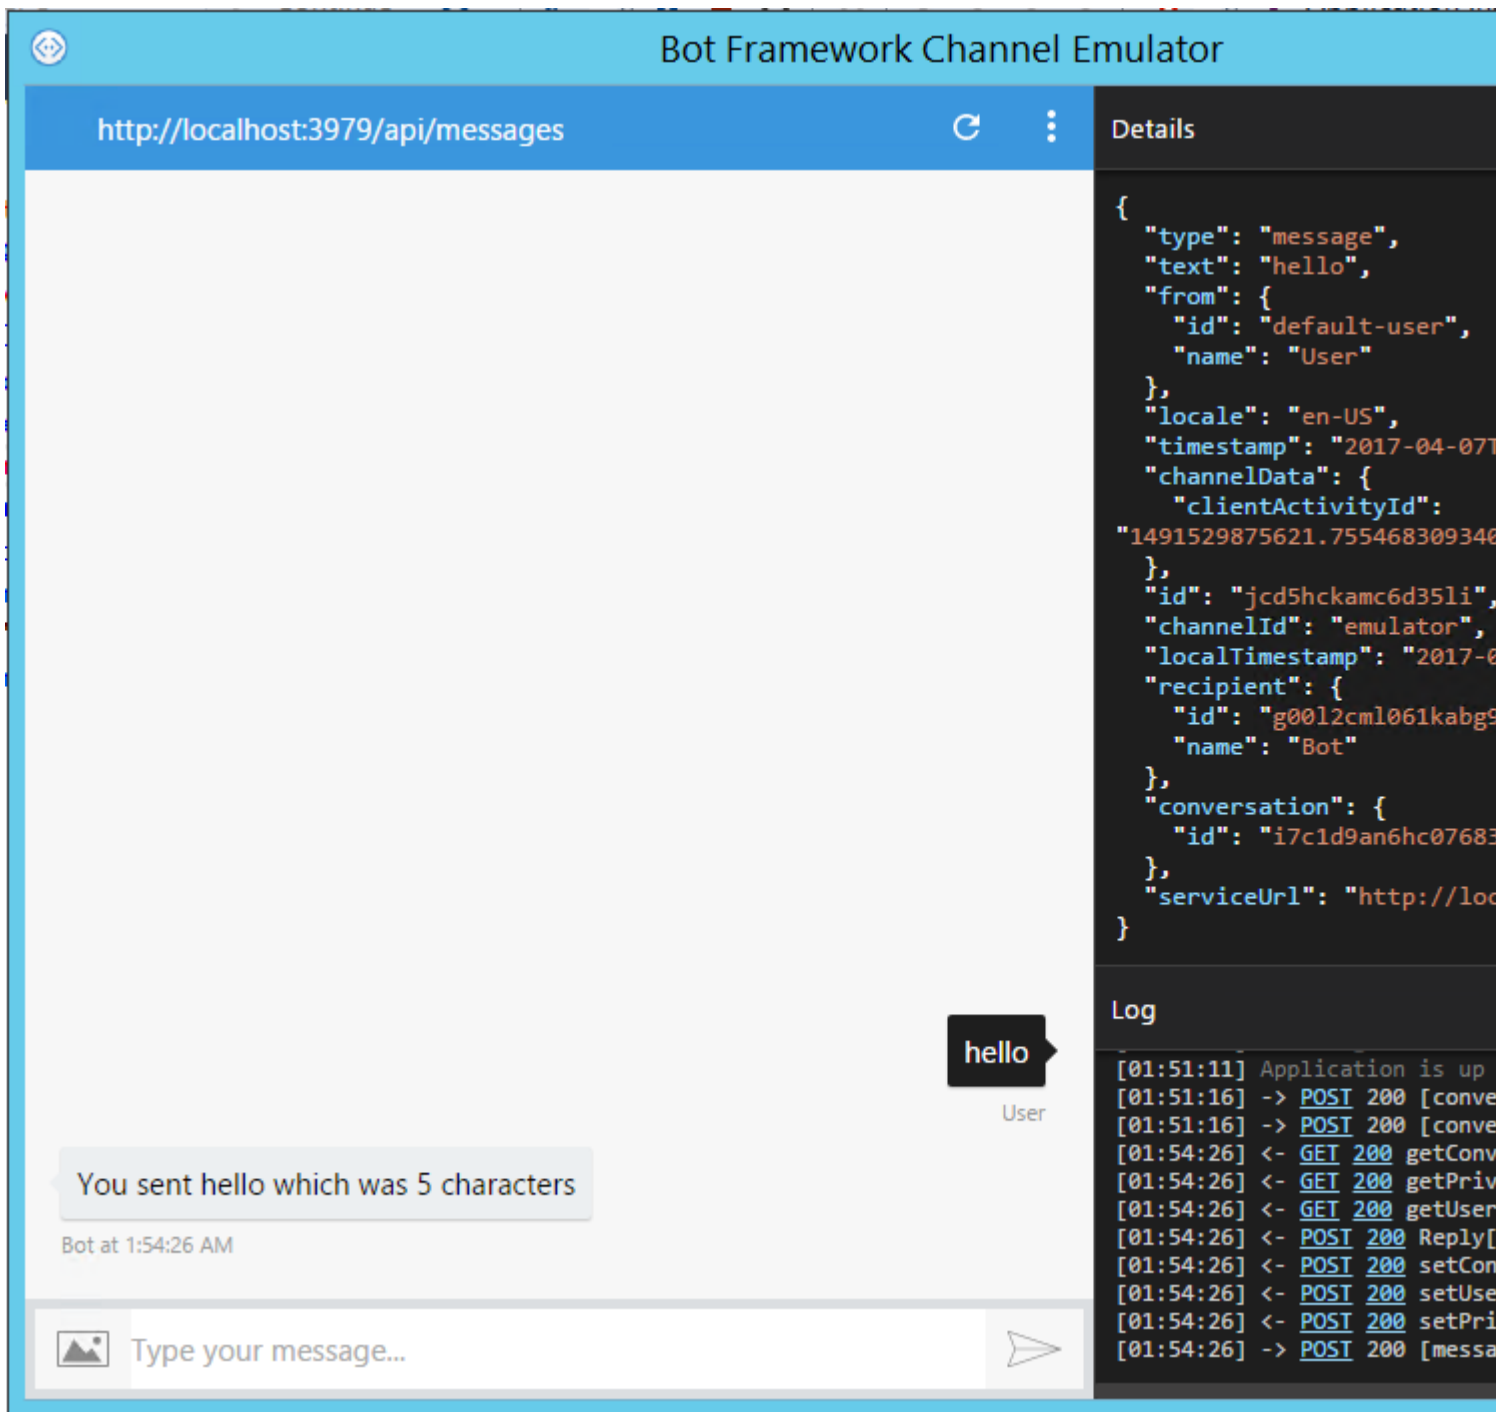 Bot Framework Channel Emulator
http://localhost:3979/api/messages
hello
User
You sent hello which was 5 characters
Bot at 1:54:26 AM
Type your message...
Details
{
"type": "message",
"text": "hello",
"from": {
"id": "default-user",
"name": "User"
},
"locale": "en-US",
"timestamp": "2017-04-07T
"channelData": {
"clientActivityId":
"1491529875621.755468309340
},
"id": "jcd5hckamc6d35li",
"channelId": "emulator",
"localTimestamp": "2017-0
"recipient": {
"id": "g00l2cml061kabg9
"name": "Bot"
},
"conversation": {
"id": "i7c1d9an6hc07683
},
"serviceUrl": "http://loc
}
Log
[01:51:11] Application is up
[01:51:16] -> POST 200 [conve
[01:51:16] -> POST 200 [conve
[01:54:26] <- GET 200 getConv
[01:54:26] <- GET 200 getPriv
[01:54:26] <- GET 200 getUser
[01:54:26] <- POST 200 Reply[
[01:54:26] <- POST 200 setCon
[01:54:26] <- POST 200 setUse
[01:54:26] <- POST 200 setPri
[01:54:26] -> POST 200 [messa